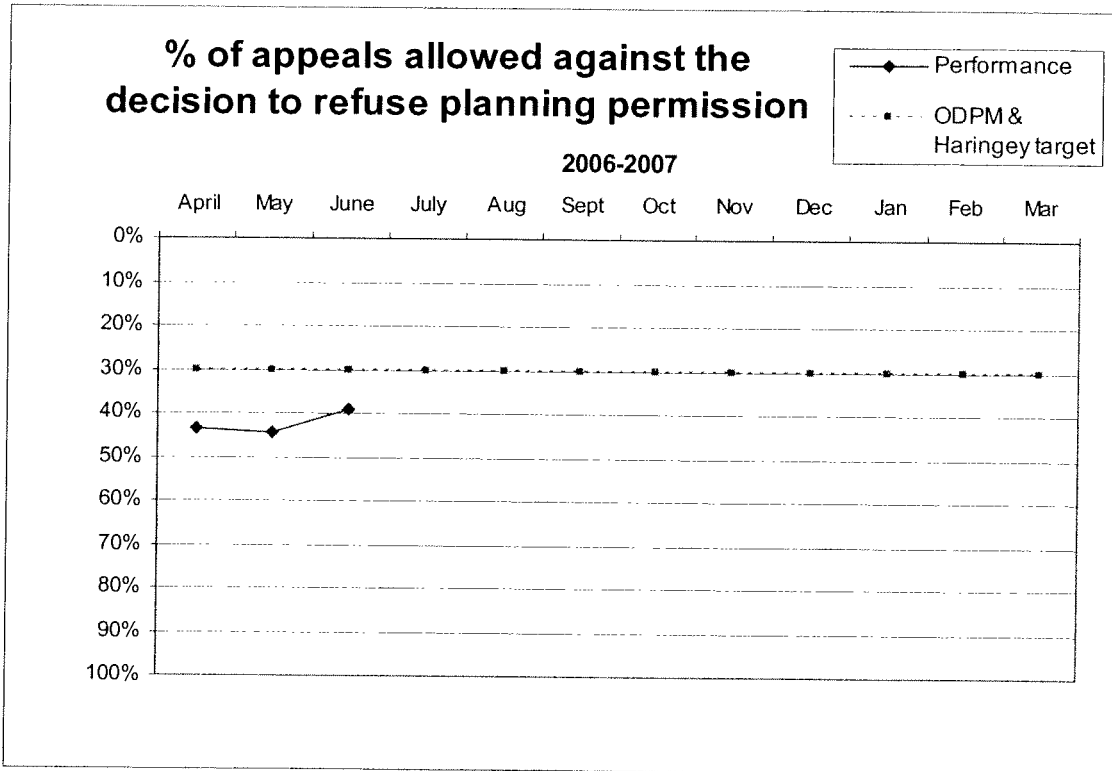 % of appeals allowed against the
decision to refuse planning permission
Performance
ODPM &
Haringey target
2006-2007
April May June July Aug Sept Oct Nov Dec Jan Feb Mar
0%
10%
20%
30%
40%
50%
60%
70%
80%
90%
100%